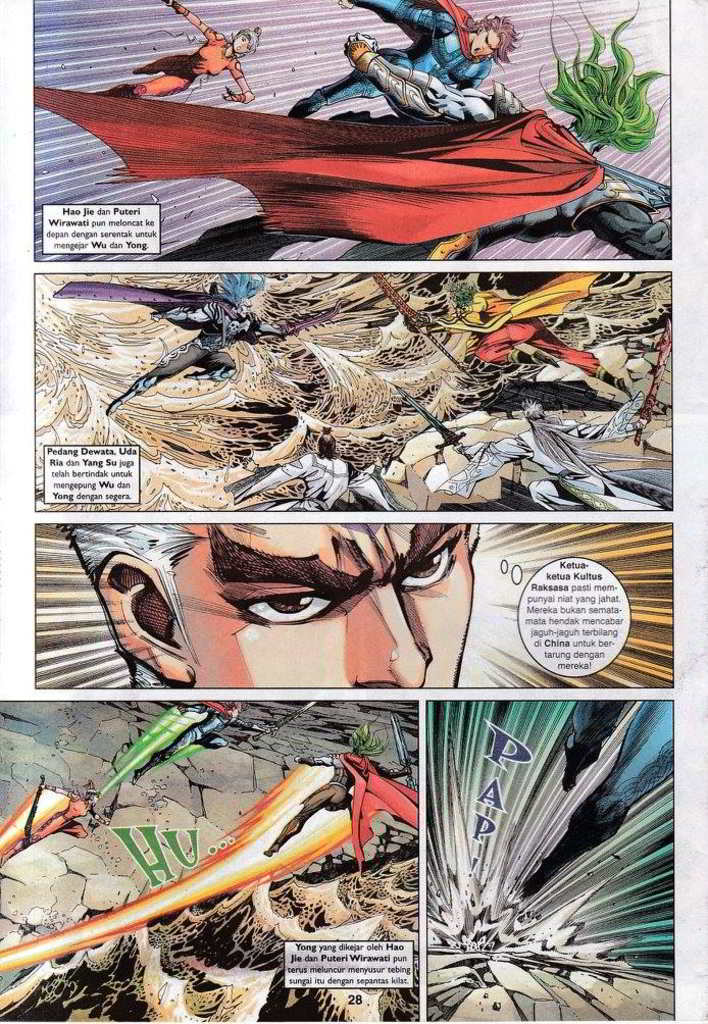 Hao Jie dan Puteri
Wirawati pun meloncat ke
depan dengan serentak untuk
mengejar Wu dan Yong.
Pedang Dewata, Uda
Ria dan Yang Su juga
telah bertindak untuk
mengepung Wu dan
Yong dengan segera.
Ketua-
ketua Kultus
Raksasa pasti mem-
punyai niat yang jahat.
Mereka bukan semata-
mata hendak mencabar
jaguh-jaguh terbilang
di China untuk ber-
tarung dengan
mereka!
HU...
Yong yang dikejar oleh Hao
Jie dan Puteri Wirawati pun
terus meluncur menyusur tebing
sungai itu dengan sepantas kilat.
PAP!
28